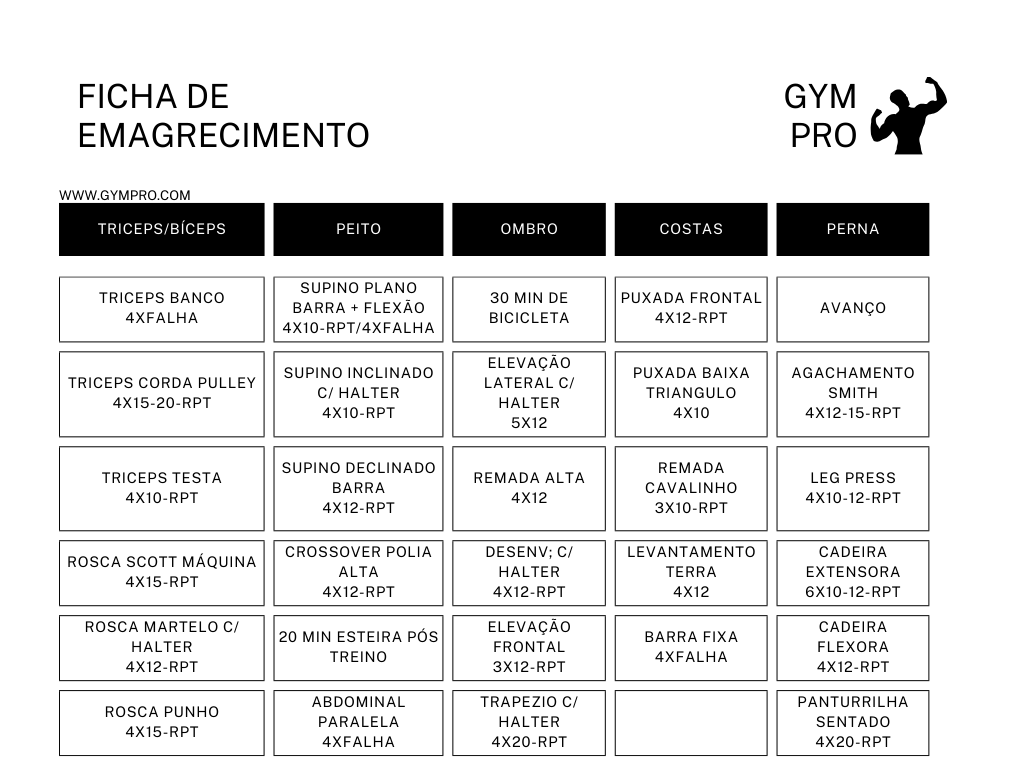 FICHA DE
EMAGRECIMENTO
GYM
PRO
WWW.GYMPRO.COM
TRICEPS/BÍCEPS
PEITO
OMBRO
COSTAS
PERNA
TRICEPS BANCO
4XFALHA
SUPINO PLANO
BARRA + FLEXÃO
4X10-RPT/4XFALHA
30 MIN DE
BICICLETA
PUXADA FRONTAL
4X12-RPT
AVANÇO
TRICEPS CORDA PULLEY
4X15-20-RPT
SUPINO INCLINADO
C/ HALTER
4X10-RPT
ELEVAÇÃO
LATERAL C/
HALTER
5X12
PUXADA BAIXA
TRIANGULO
4X10
AGACHAMENTO
SMITH
4X12-15-RPT
TRICEPS TESTA
4X10-RPT
SUPINO DECLINADO
BARRA
4X12-RPT
REMADA ALTA
4X12
REMADA
CAVALINHO
3X10-RPT
LEG PRESS
4X10-12-RPT
ROSCA SCOTT MÁQUINA
4X15-RPT
CROSSOVER POLIA
ALTA
4X12-RPT
DESENV; C/
HALTER
4X12-RPT
LEVANTAMENTO
TERRA
4X12
CADEIRA
EXTENSORA
6X10-12-RPT
ROSCA MARTELO C/
HALTER
4X12-RPT
20 MIN ESTEIRA PÓS
TREINO
ELEVAÇÃO
FRONTAL
3X12-RPT
BARRA FIXA
4XFALHA
CADEIRA
FLEXORA
4X12-RPT
ROSCA PUNHO
4X15-RPT
ABDOMINAL
PARALELA
4XFALHA
TRAPEZIO C/
HALTER
4X20-RPT
PANTURRILHA
SENTADO
4X20-RPT